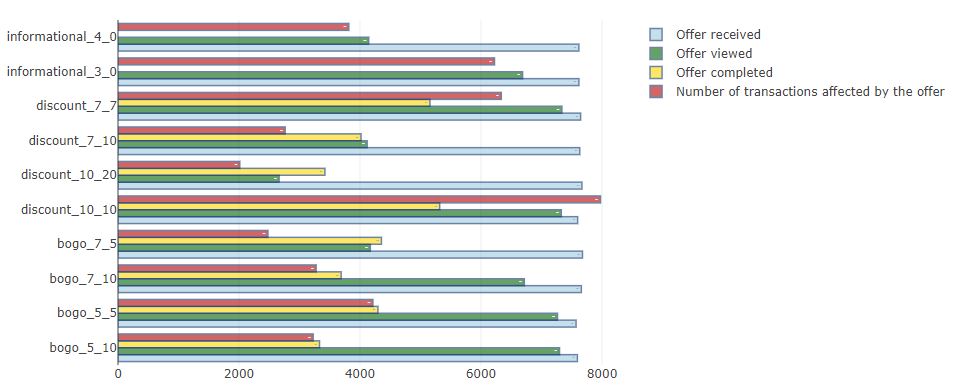 informational_4_0
informational_3_0
discount_7_7
discount_7_10
discount_10_20
discount_10_10
bogo_7_5
bogo_7_10
bogo_5_5
bogo_5_10
0 2000 4000 6000 8000
Offer received
Offer viewed
Offer completed
Number of transactions affected by the offer